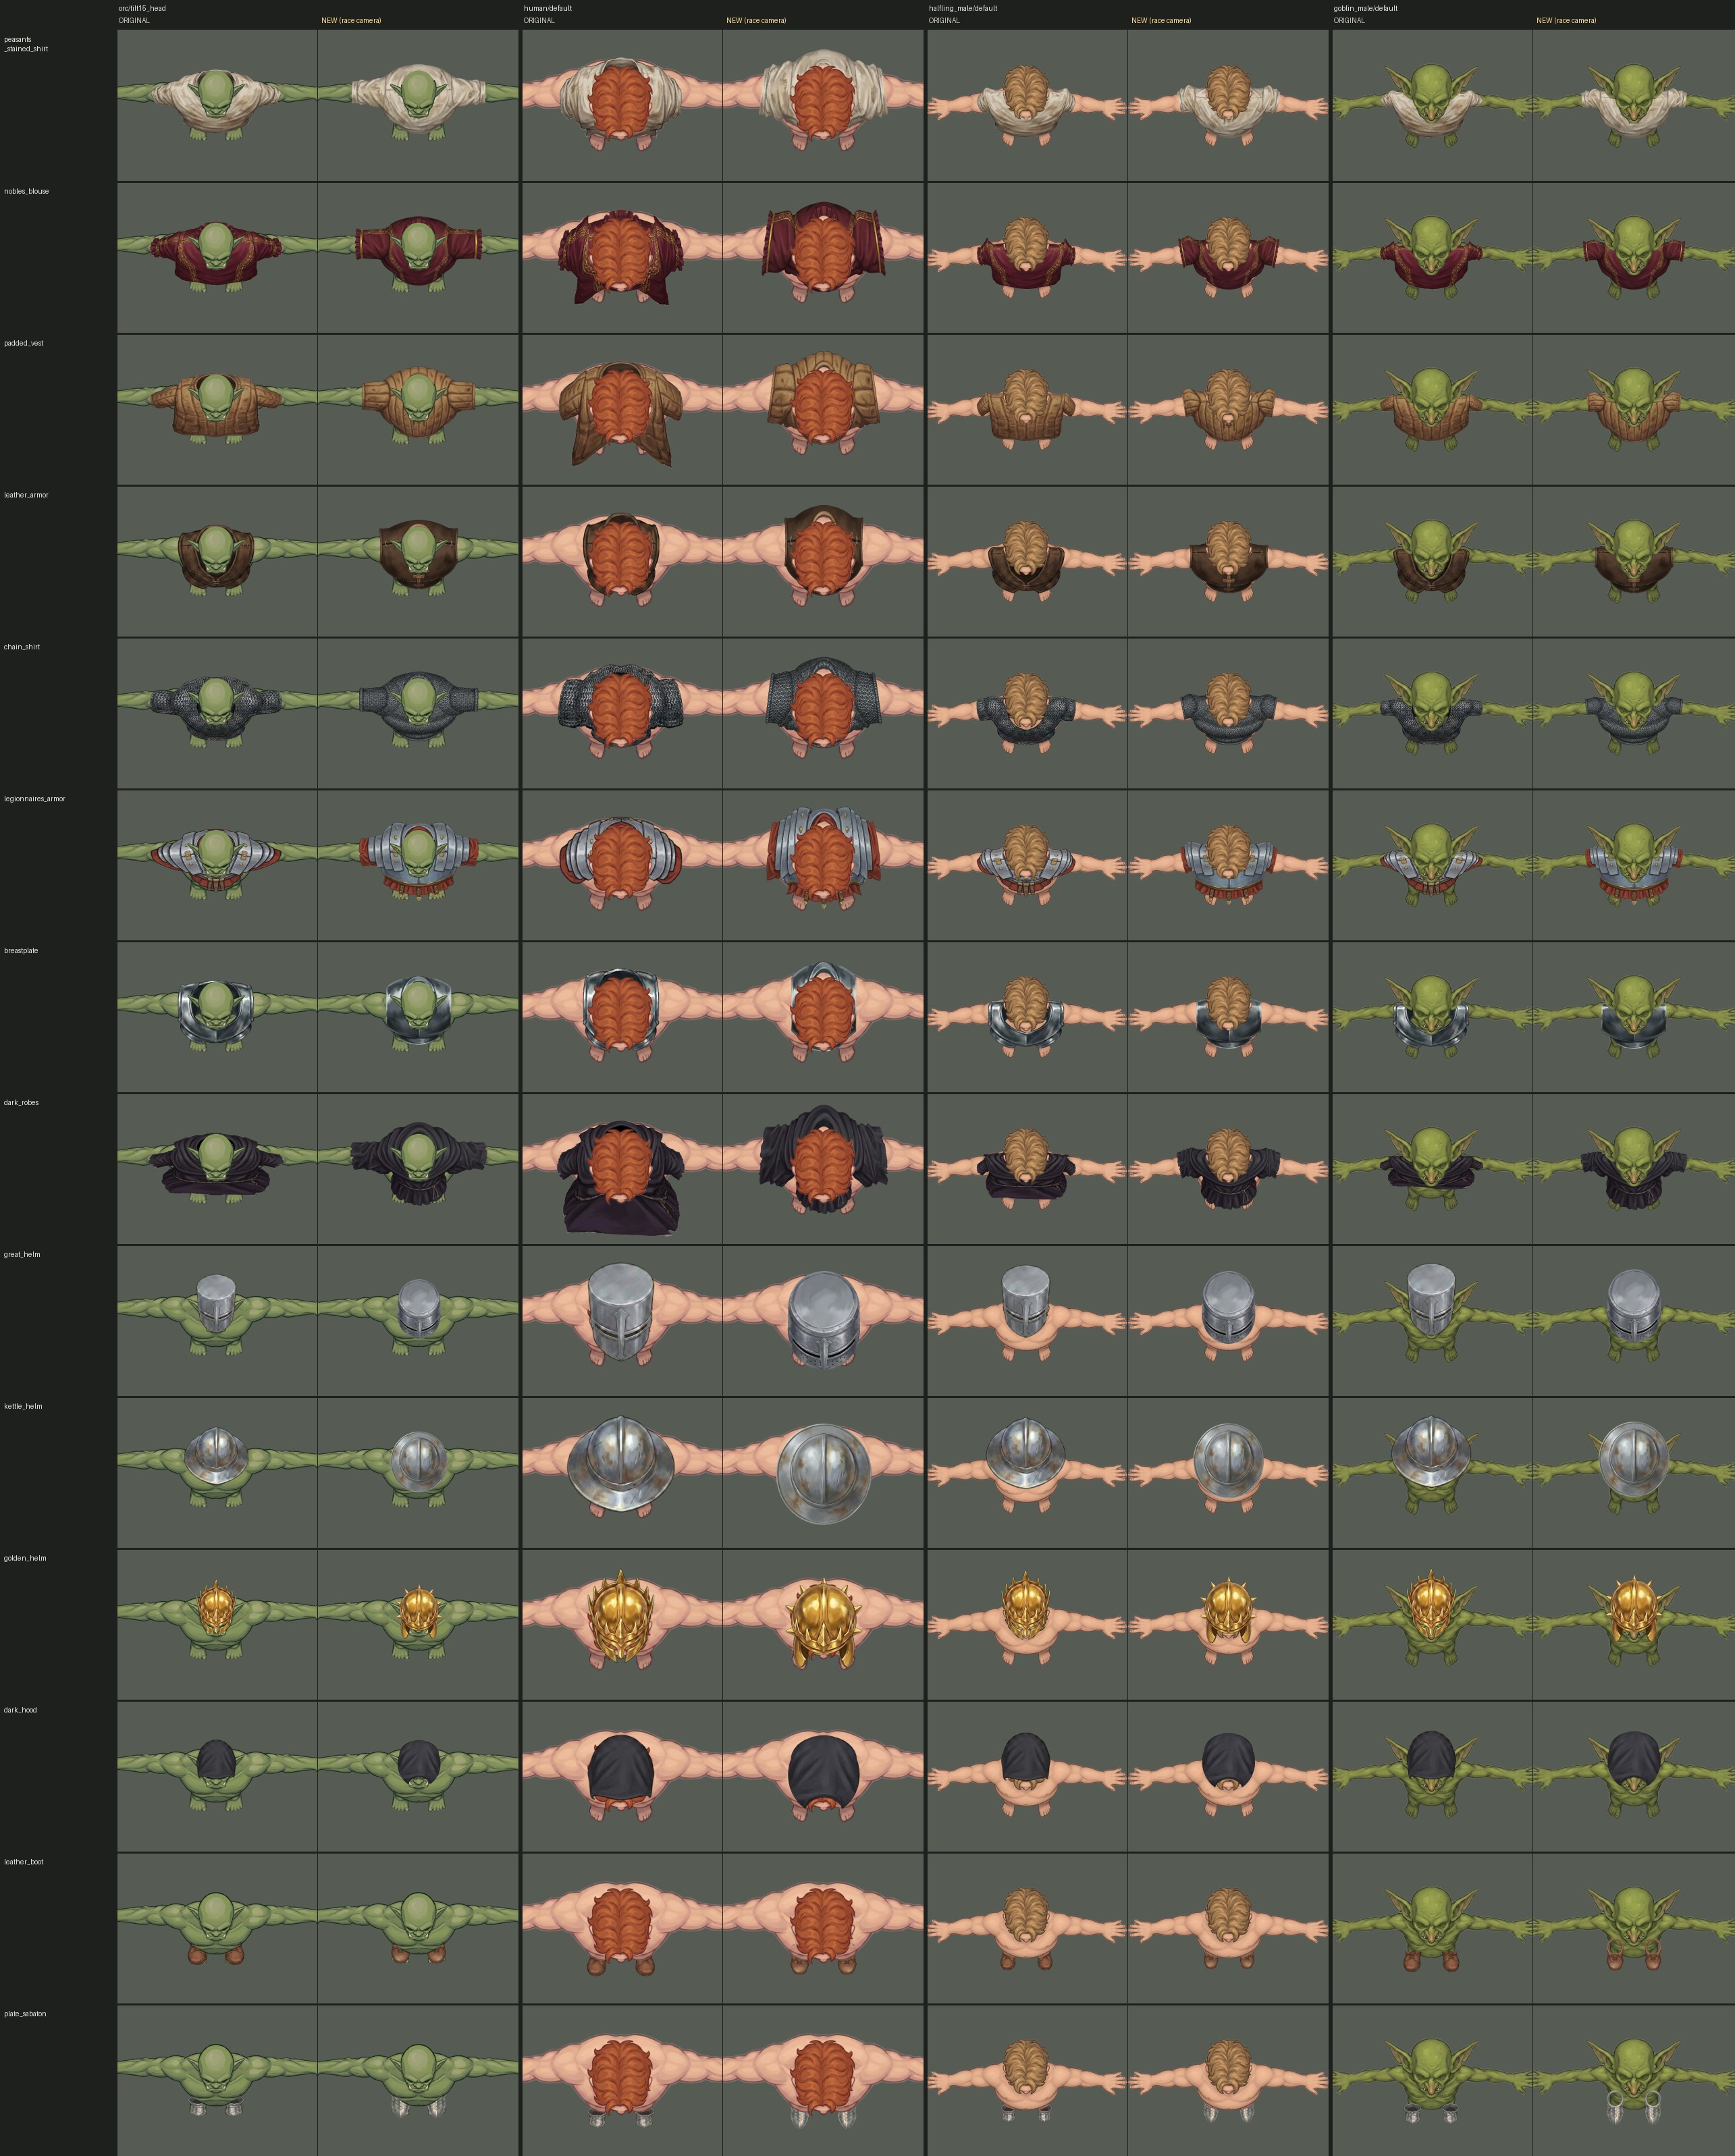 orc/tilt15_head human/default halfling_male/default goblin_male/default
ORIGINAL NEW (race camera) ORIGINAL NEW (race camera) ORIGINAL NEW (race camera) ORIGINAL NEW (race camera)
peasants
_stained_shirt
nobles_blouse
padded_vest
leather_armor
chain_shirt
legionnaires_armor
breastplate
dark_robes
great_helm
kettle_helm
golden_helm
dark_hood
leather_boot
plate_sabaton